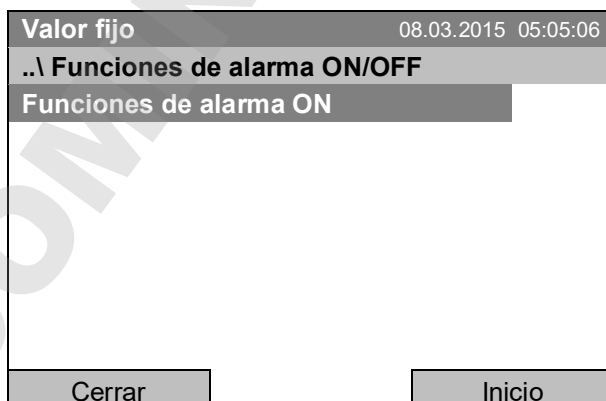 Valor fijo 08.03.2015 05:05:06
..\ Funciones de alarma ON/OFF
Funciones de alarma ON
Cerrar Inicio